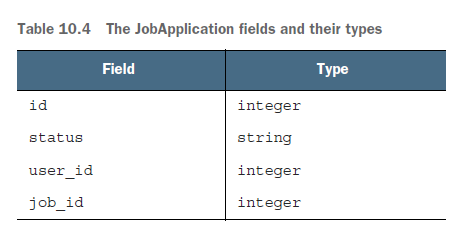 Table 10.4 The JobApplication fields and their types
Field Type
id integer
status string
user_id integer
job_id integer